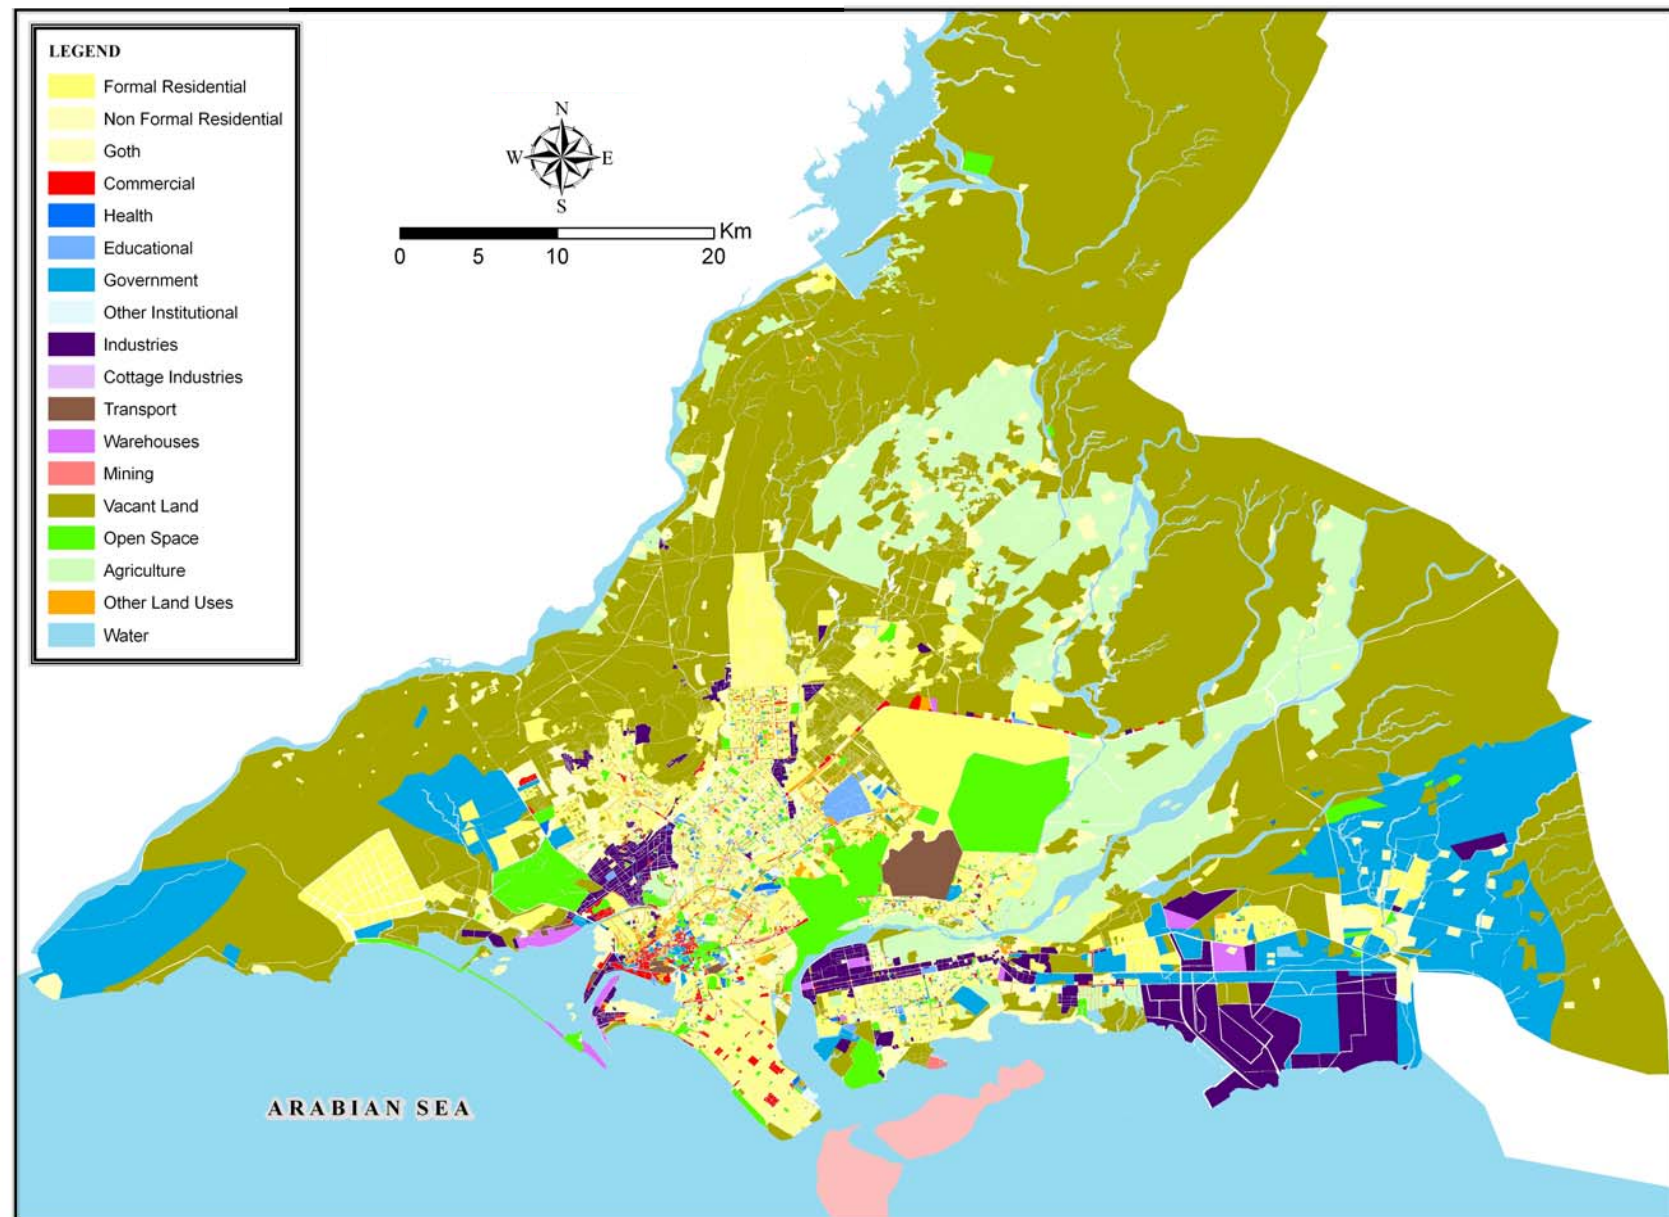 LEGEND
Formal Residential
Non Formal Residential
Goth
Commercial
Health
Educational
Government
Other Institutional
Industries
Cottage Industries
Transport
Warehouses
Mining
Vacant Land
Open Space
Agriculture
Other Land Uses
Water
N
W E
S
Km
0 5 10 20
ARABIAN SEA